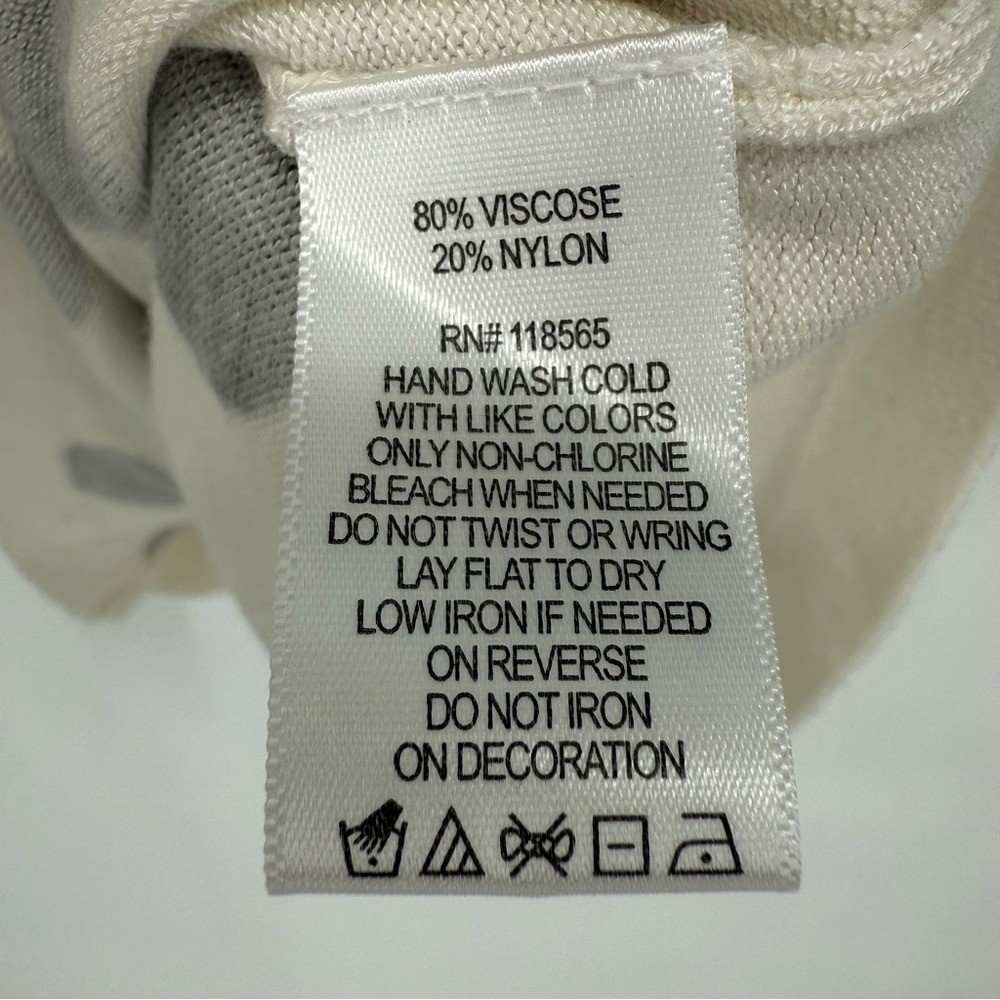 80% VISCOSE
20% NYLON
RN# 118565
HAND WASH COLD
WITH LIKE COLORS
ONLY NON-CHLORINE
BLEACH WHEN NEEDED
DO NOT TWIST OR WRING
LAY FLAT TO DRY
LOW IRON IF NEEDED
ON REVERSE
DO NOT IRON
ON DECORATION